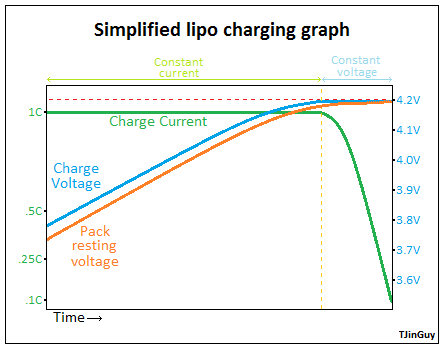 Simplified lipo charging graph
Constant
current
Constant
voltage
1C
Charge Current
4.2V
4.1V
Charge
Voltage
4.0V
3.9V
.5C
3.8V
Pack
resting
voltage
3.7V
.25C
3.6V
.1C
Time→
TJinGuy